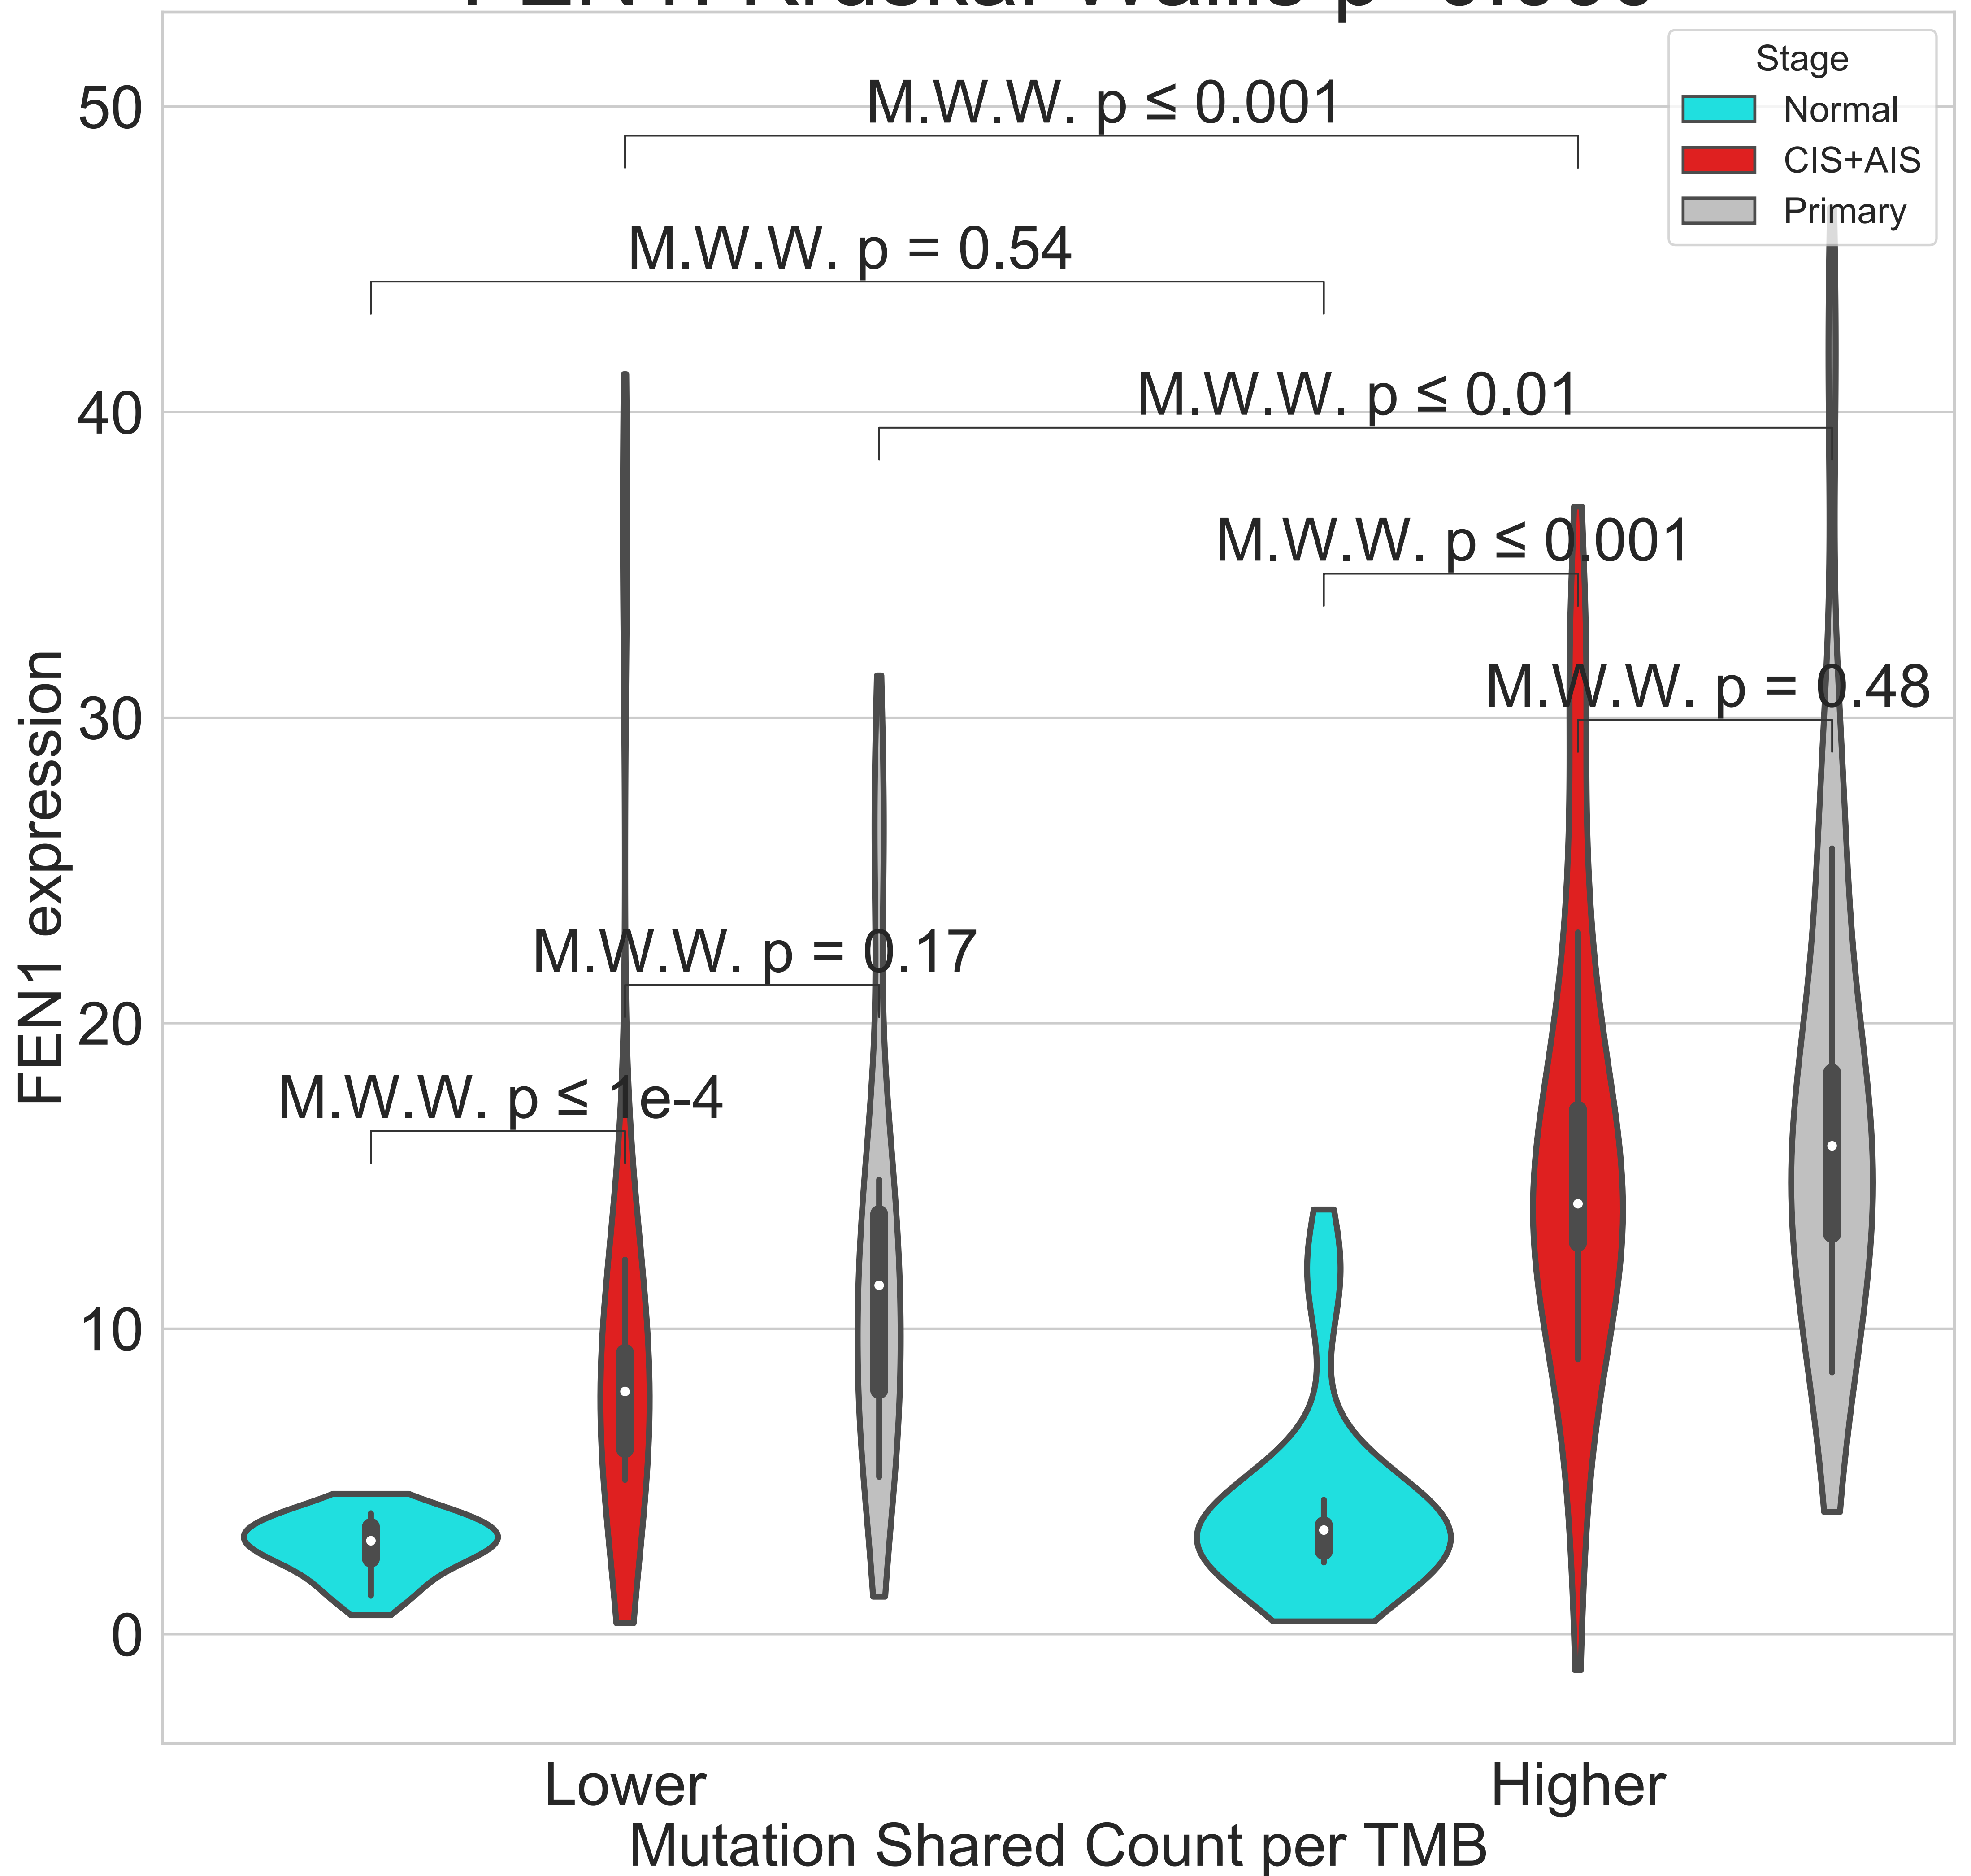 50
40
30
20
10
0
FEN1 expression
Stage
Normal
CIS+AIS
Primary
M.W.W. p ≤ 0.001
M.W.W. p = 0.54
M.W.W. p ≤ 0.01
M.W.W. p ≤ 0.001
M.W.W. p = 0.48
M.W.W. p = 0.17
M.W.W. p ≤ 1e-4
Lower
Higher
Mutation Shared Count per TMB